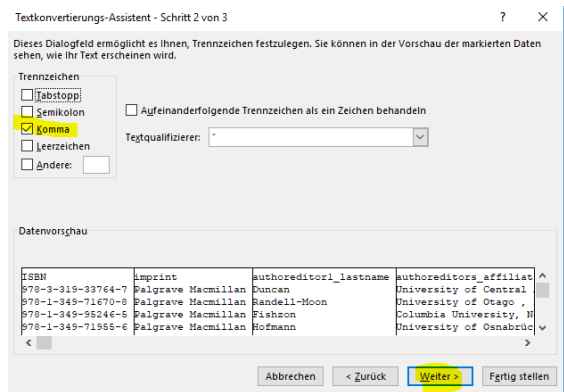 Textkonvertierungs-Assistent - Schritt 2 von 3 ? ×
Dieses Dialogfeld ermöglicht es Ihnen, Trennzeichen festzulegen. Sie können in der Vorschau der markierten Daten
sehen, wie Ihr Text erscheinen wird.
Trennzeichen
Tabstopp
Semikolon
Komma
Leerzeichen
Andere:
Aufeinanderfolgende Trennzeichen als ein Zeichen behandeln
Textqualifizierer: "
Datenvorschau
ISBN imprint authoreditor1_lastname authoreditors_affiliat
978-3-319-33764-7 Palgrave Macmillan Duncan University of Central
978-1-349-71670-8 Palgrave Macmillan Randell-Moon University of Otago ,
978-1-349-95246-5 Palgrave Macmillan Fishzon Columbia University, N
978-1-349-71955-6 Palgrave Macmillan Hofmann University of Osnabrüc
Abbrechen < Zurück Weiter > Fertig stellen